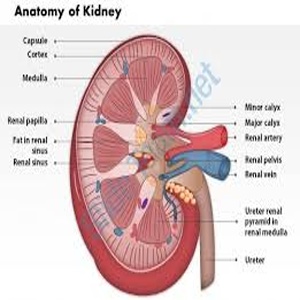 Anatomy of Kidney
Capsule
Cortex
Medulla
Renal papilla
Fat in renal
sinus
Renal sinus
Minor calyx
Major calyx
Renal artery
Renal pelvis
Renal vein
Ureter renal
pyramid in
renal medulla
Ureter